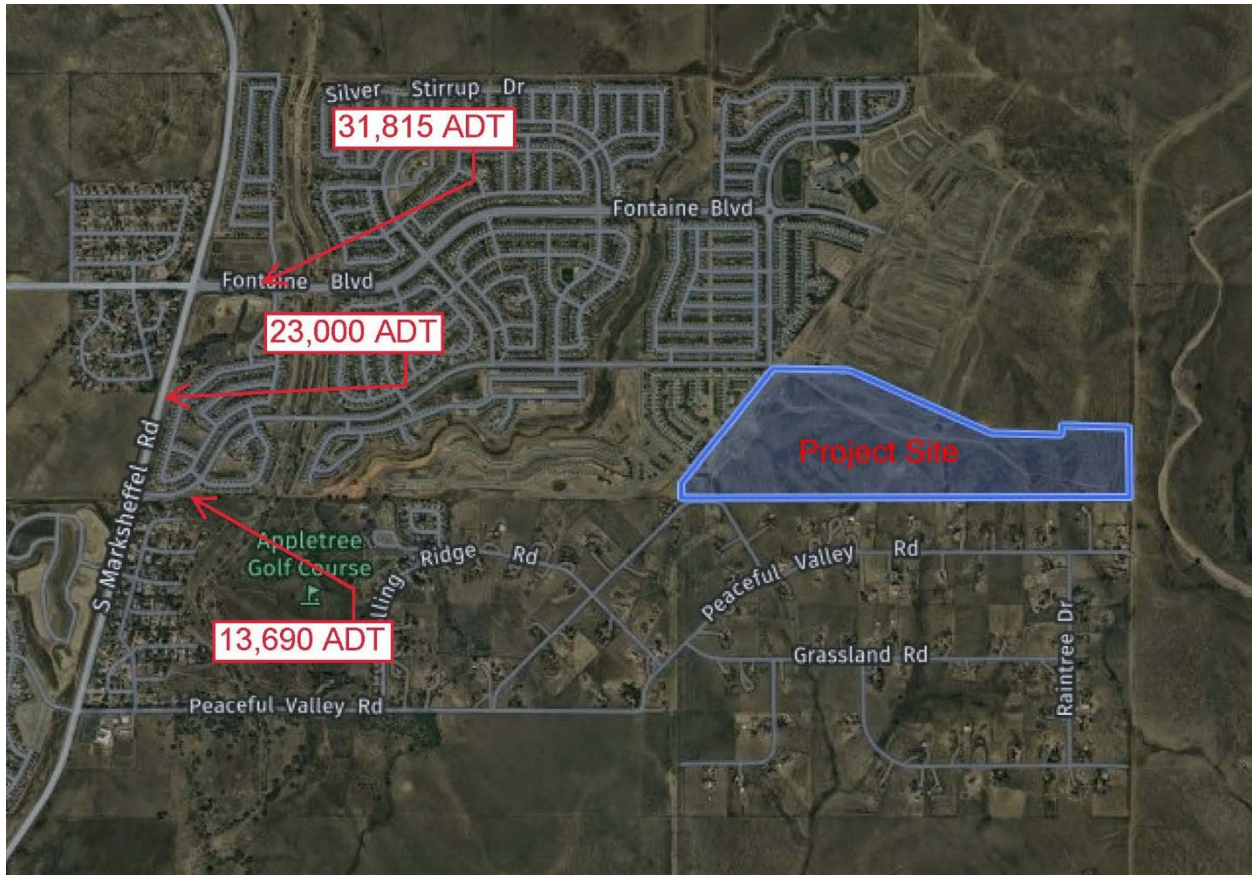 Silver Stirrup Dr
31,815 ADT
Fontaine Blvd
Fontaine Blvd
23,000 ADT
S Marksheffel Rd
Project Site
Appletree
Golf Course
lling Ridge Rd
Peaceful Valley Rd
13,690 ADT
Grassland Rd
Raintree Dr
Peaceful Valley Rd